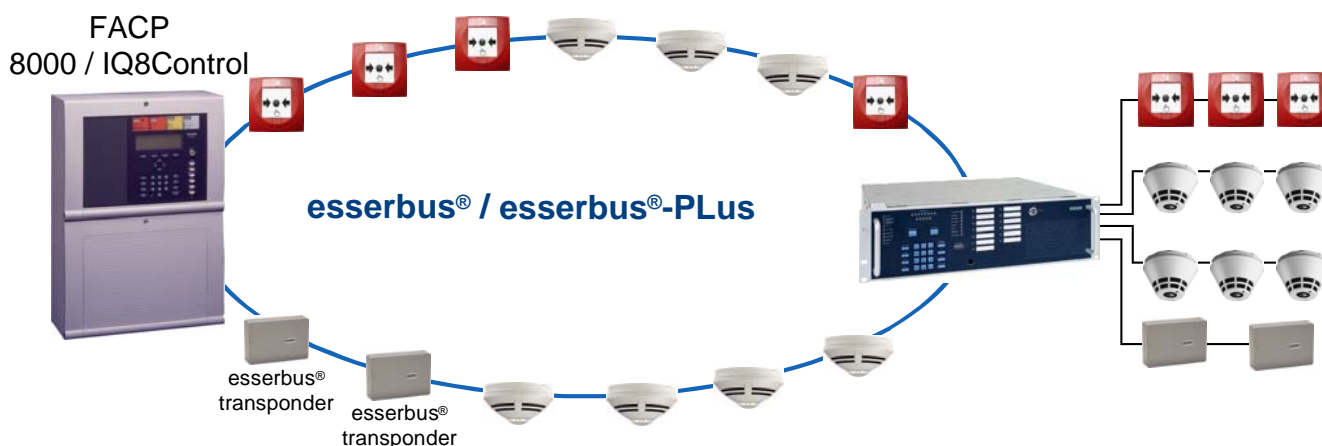 FACP
8000 / IQ8Control
esserbus® / esserbus®-PLus
esserbus®
transponder
esserbus®
transponder